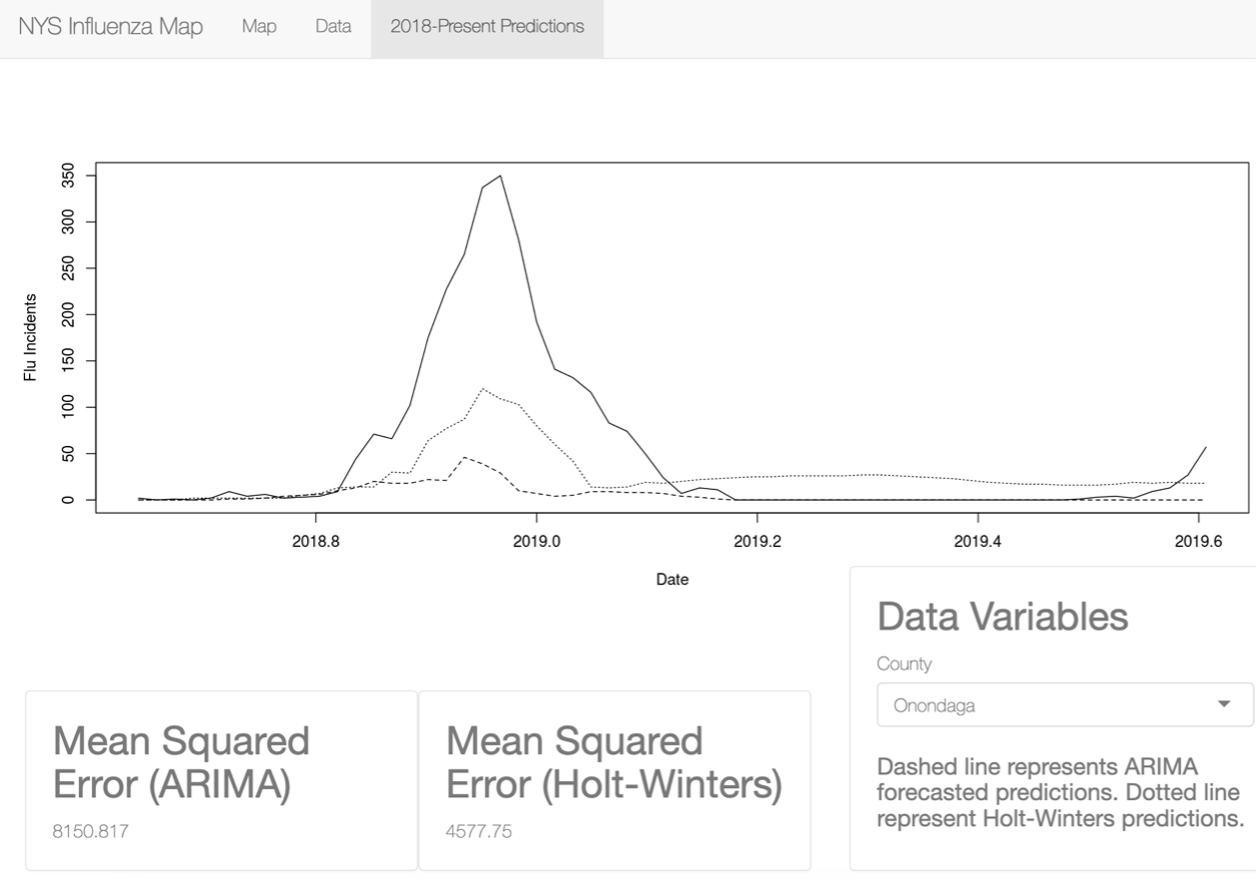 NYS Influenza Map Map Data 2018-Present Predictions
350
300
250
200
150
100
50
0
Flu Incidents
2018.8 2019.0 2019.2 2019.4 2019.6
Date
Data Variables
County
Onondaga
Dashed line represents ARIMA
forecasted predictions. Dotted line
represent Holt-Winters predictions.
Mean Squared
Error (ARIMA)
8150.817
Mean Squared
Error (Holt-Winters)
4577.75